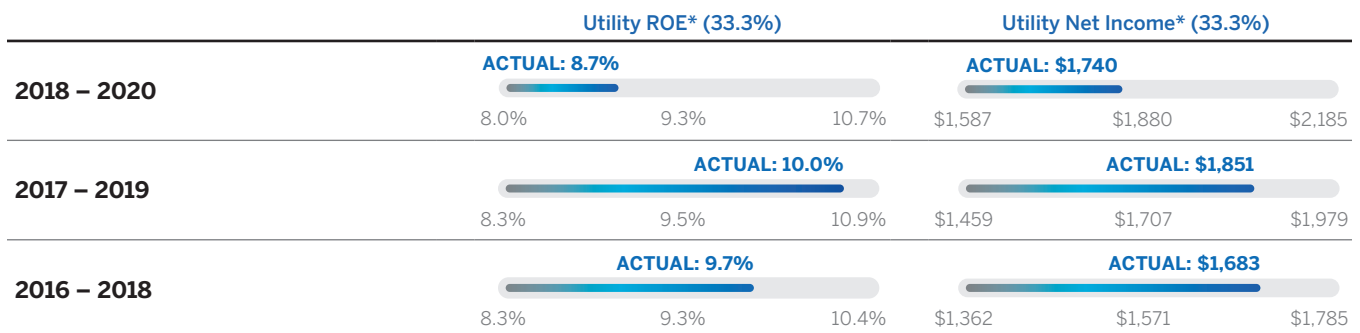 Utility ROE* (33.3%) Utility Net Income* (33.3%)
ACTUAL: 8.7% ACTUAL: $1,740
2018 – 2020
8.0% 9.3% 10.7% $1,587 $1,880 $2,185
ACTUAL: 10.0% ACTUAL: $1,851
2017 – 2019
8.3% 9.5% 10.9% $1,459 $1,707 $1,979
ACTUAL: 9.7% ACTUAL: $1,683
2016 – 2018
8.3% 9.3% 10.4% $1,362 $1,571 $1,785